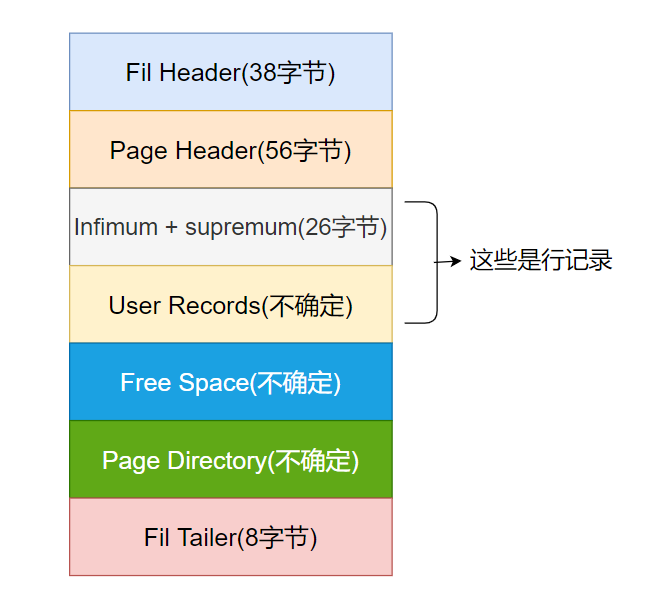 Fil Header(38字节)
Page Header(56字节)
Infimum + supremum(26字节)
这些是行记录
User Records(不确定)
Free Space(不确定)
Page Directory(不确定)
Fil Tailer(8字节)